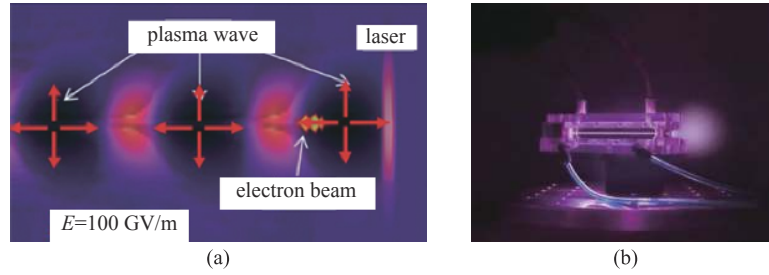 plasma wave
laser
electron beam
E=100 GV/m
(a)
(b)